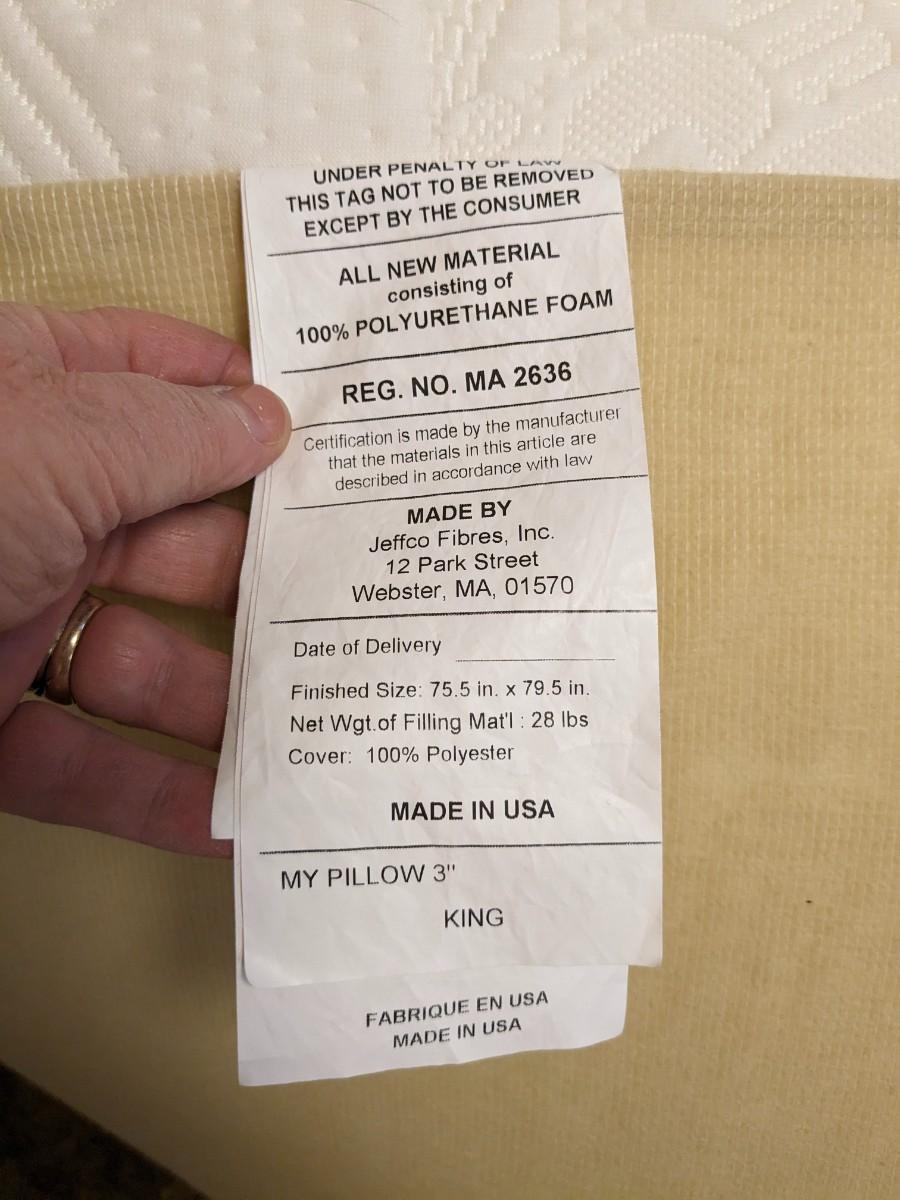 UNDER PENALTY OF LAW
THIS TAG NOT TO BE REMOVED
EXCEPT BY THE CONSUMER
ALL NEW MATERIAL
consisting of
100% POLYURETHANE FOAM
REG. NO. MA 2636
Certification is made by the manufacturer
that the materials in this article are
described in accordance with law
MADE BY
Jeffco Fibres, Inc.
12 Park Street
Webster, MA, 01570
Date of Delivery
Finished Size: 75.5 in. x 79.5 in.
Net Wgt.of Filling Mat'l : 28 lbs
Cover: 100% Polyester
MADE IN USA
MY PILLOW 3"
KING
FABRIQUE EN USA
MADE IN USA